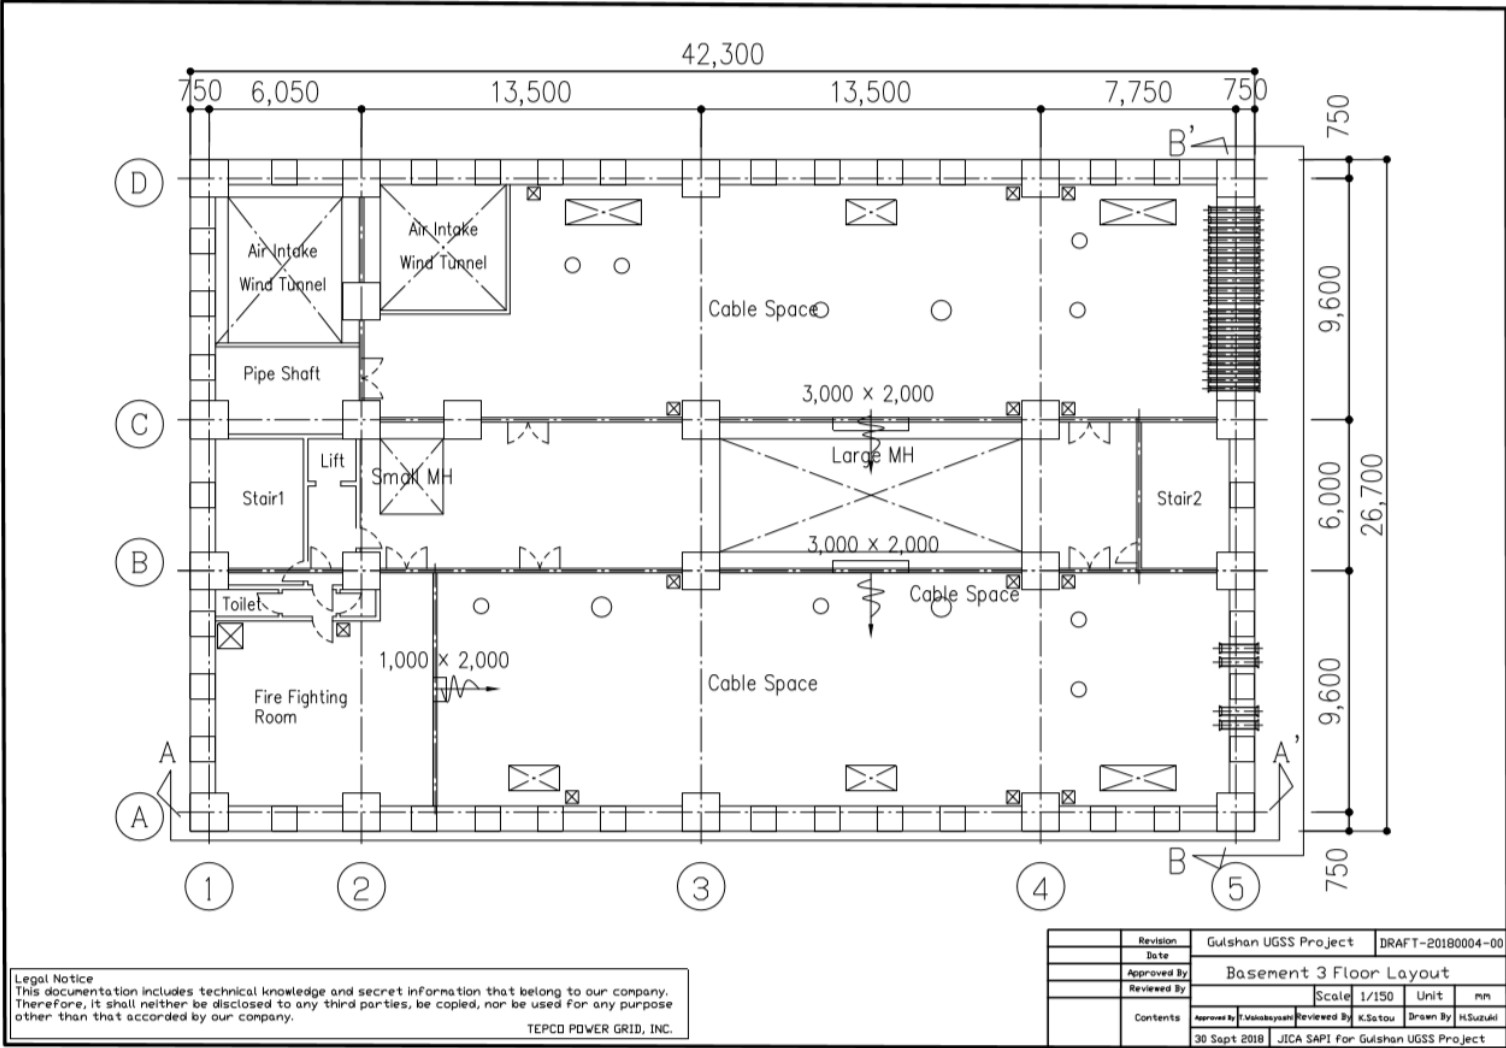 42,300
750 6,050 13,500 13,500 7,750 750
750
B'
D
Air Intake
Wind Tunnel
Air Intake
Wind Tunnel
Cable Space
9,600
Pipe Shaft
3,000 × 2,000
C
Lift
Small MH
Large MH
Stair1
Stair2
6,000
26,700
3,000 × 2,000
B
Toilet
Cable Space
1,000 × 2,000
Cable Space
Fire Fighting
Room
9,600
A
A'
A
B
750
1 2 3 4 5
Legal Notice
This documentation includes technical knowledge and secret information that belong to our company.
Therefore, it shall neither be disclosed to any third parties, be copied, nor be used for any purpose
other than that accorded by our company.
TEPCO POWER GRID, INC.
Revision Gulshan UGSS Project DRAFT-20180004-00
Date
Approved By Basement 3 Floor Layout
Reviewed By
Scale 1/150 Unit mm
Contents Approved By T.Wakabayashi Reviewed By K.Satou Drawn By H.Suzuki
30 Sept 2018 JICA SAPI for Gulshan UGSS Project